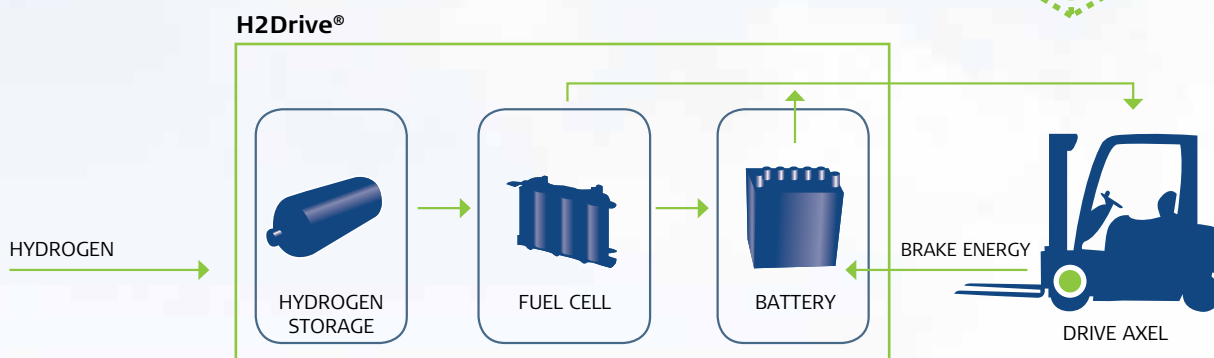 H2Drive®
HYDROGEN
HYDROGEN
STORAGE
FUEL CELL
BATTERY
BRAKE ENERGY
DRIVE AXEL